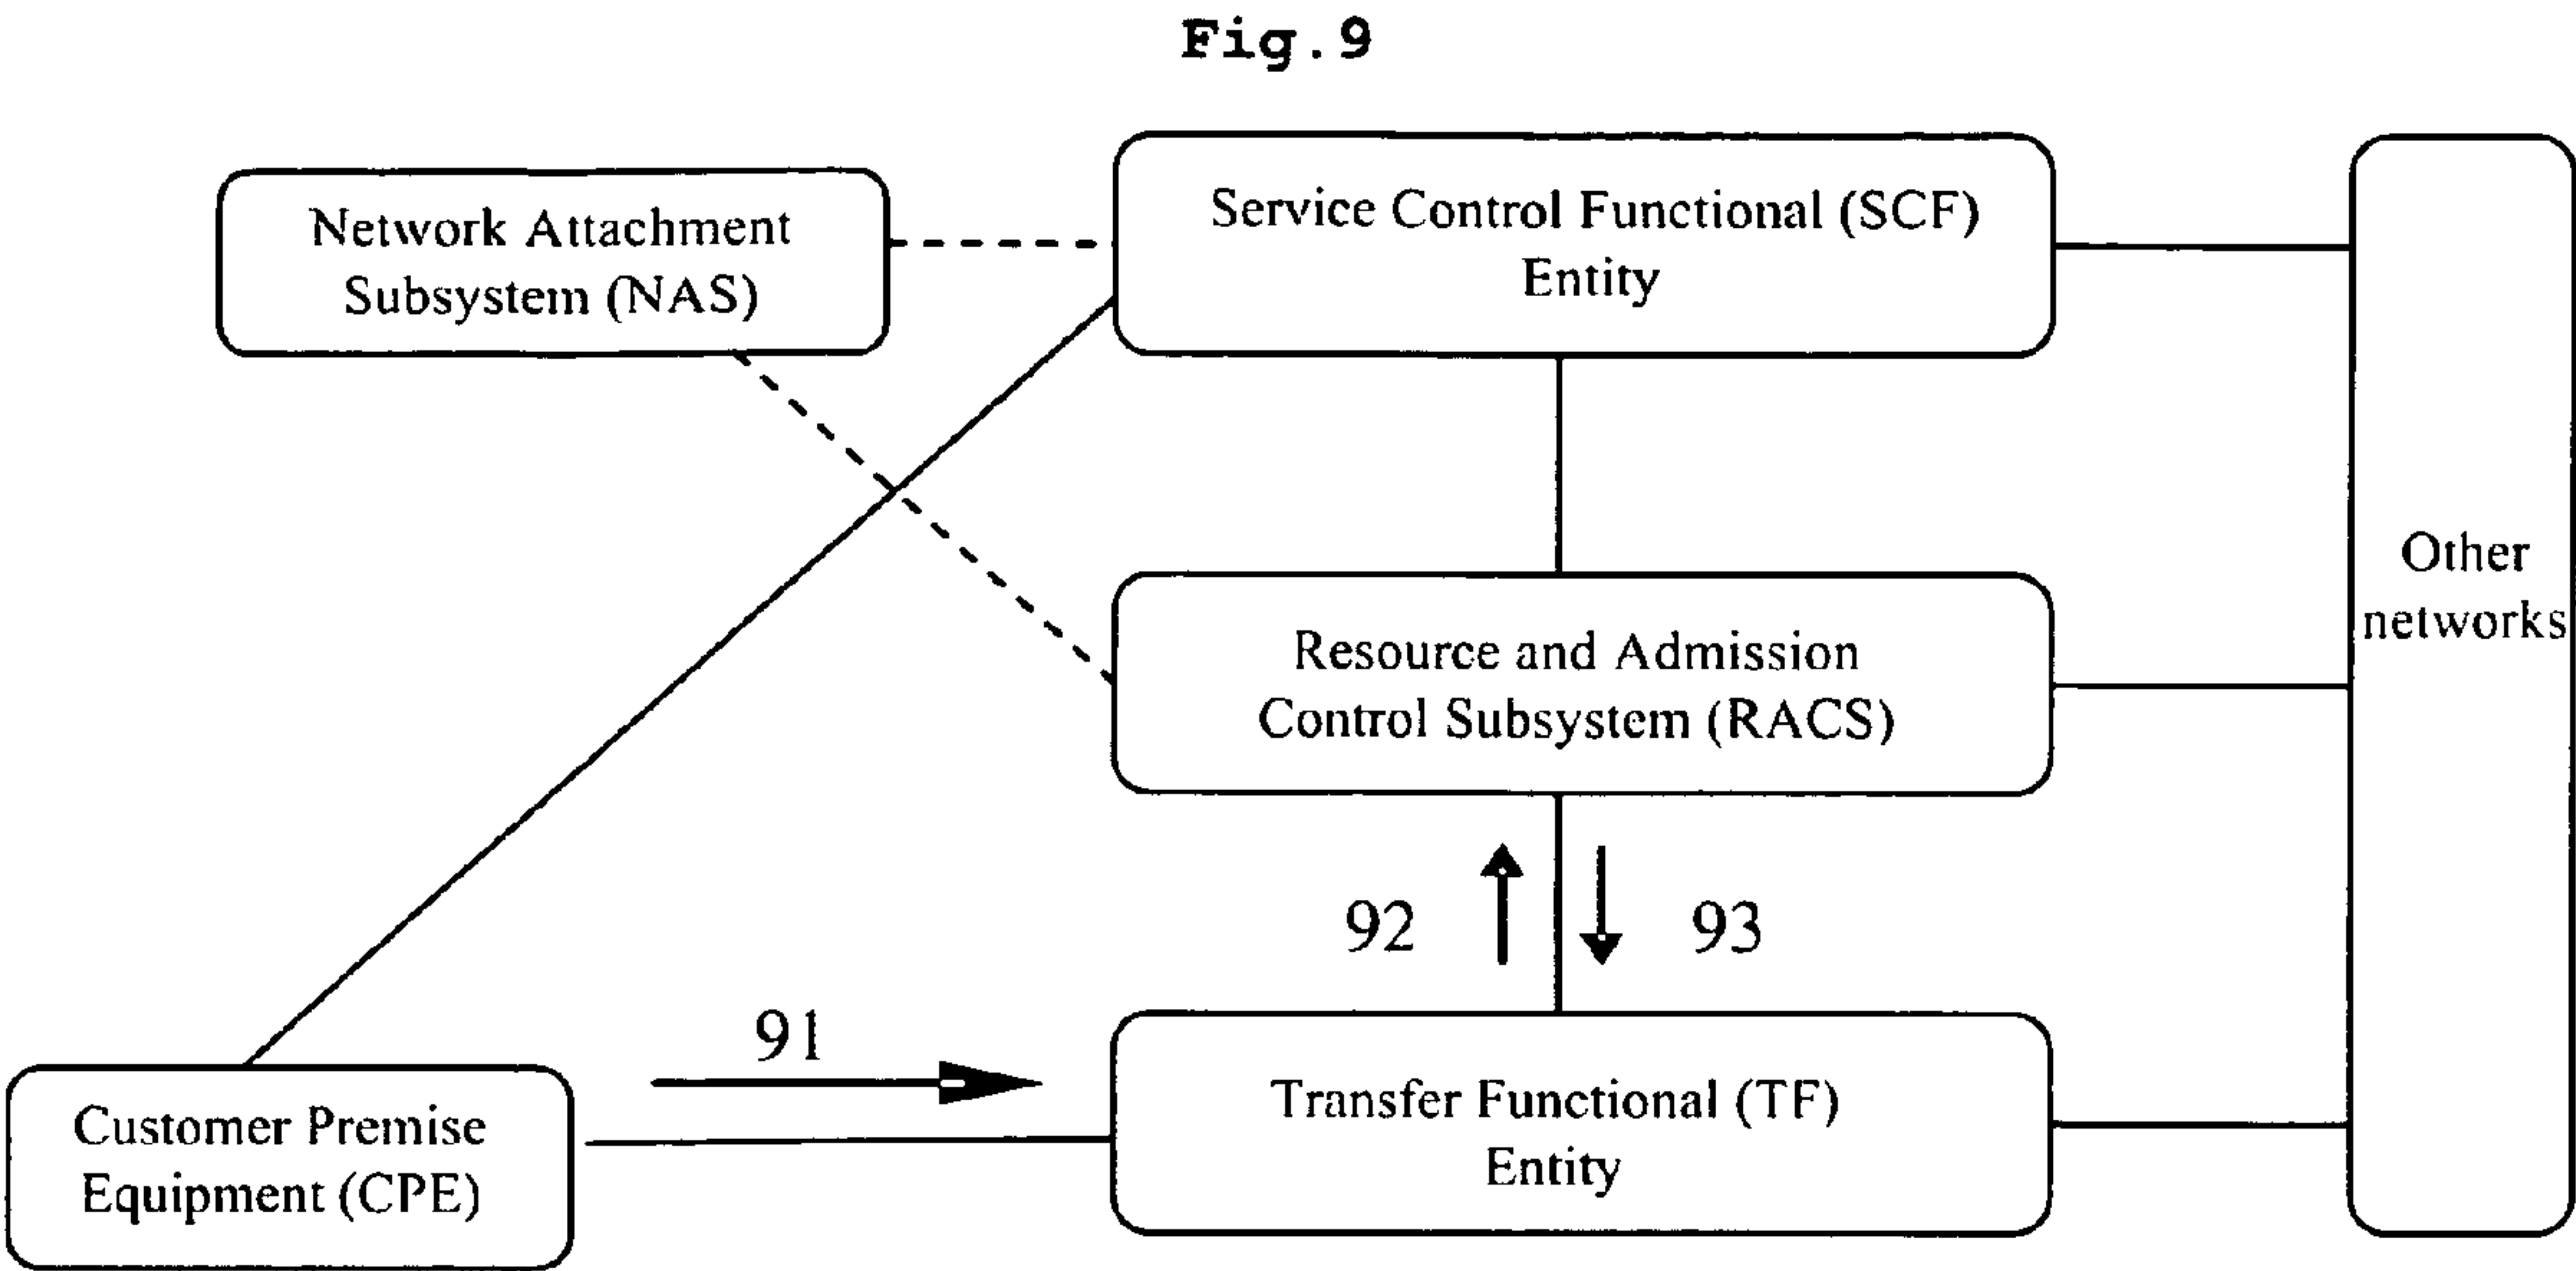 Fig.9
Network Attachment
Subsystem (NAS)
Service Control Functional (SCF)
Entity
Other
networks
Resource and Admission
Control Subsystem (RACS)
92
93
91
Customer Premise
Equipment (CPE)
Transfer Functional (TF)
Entity